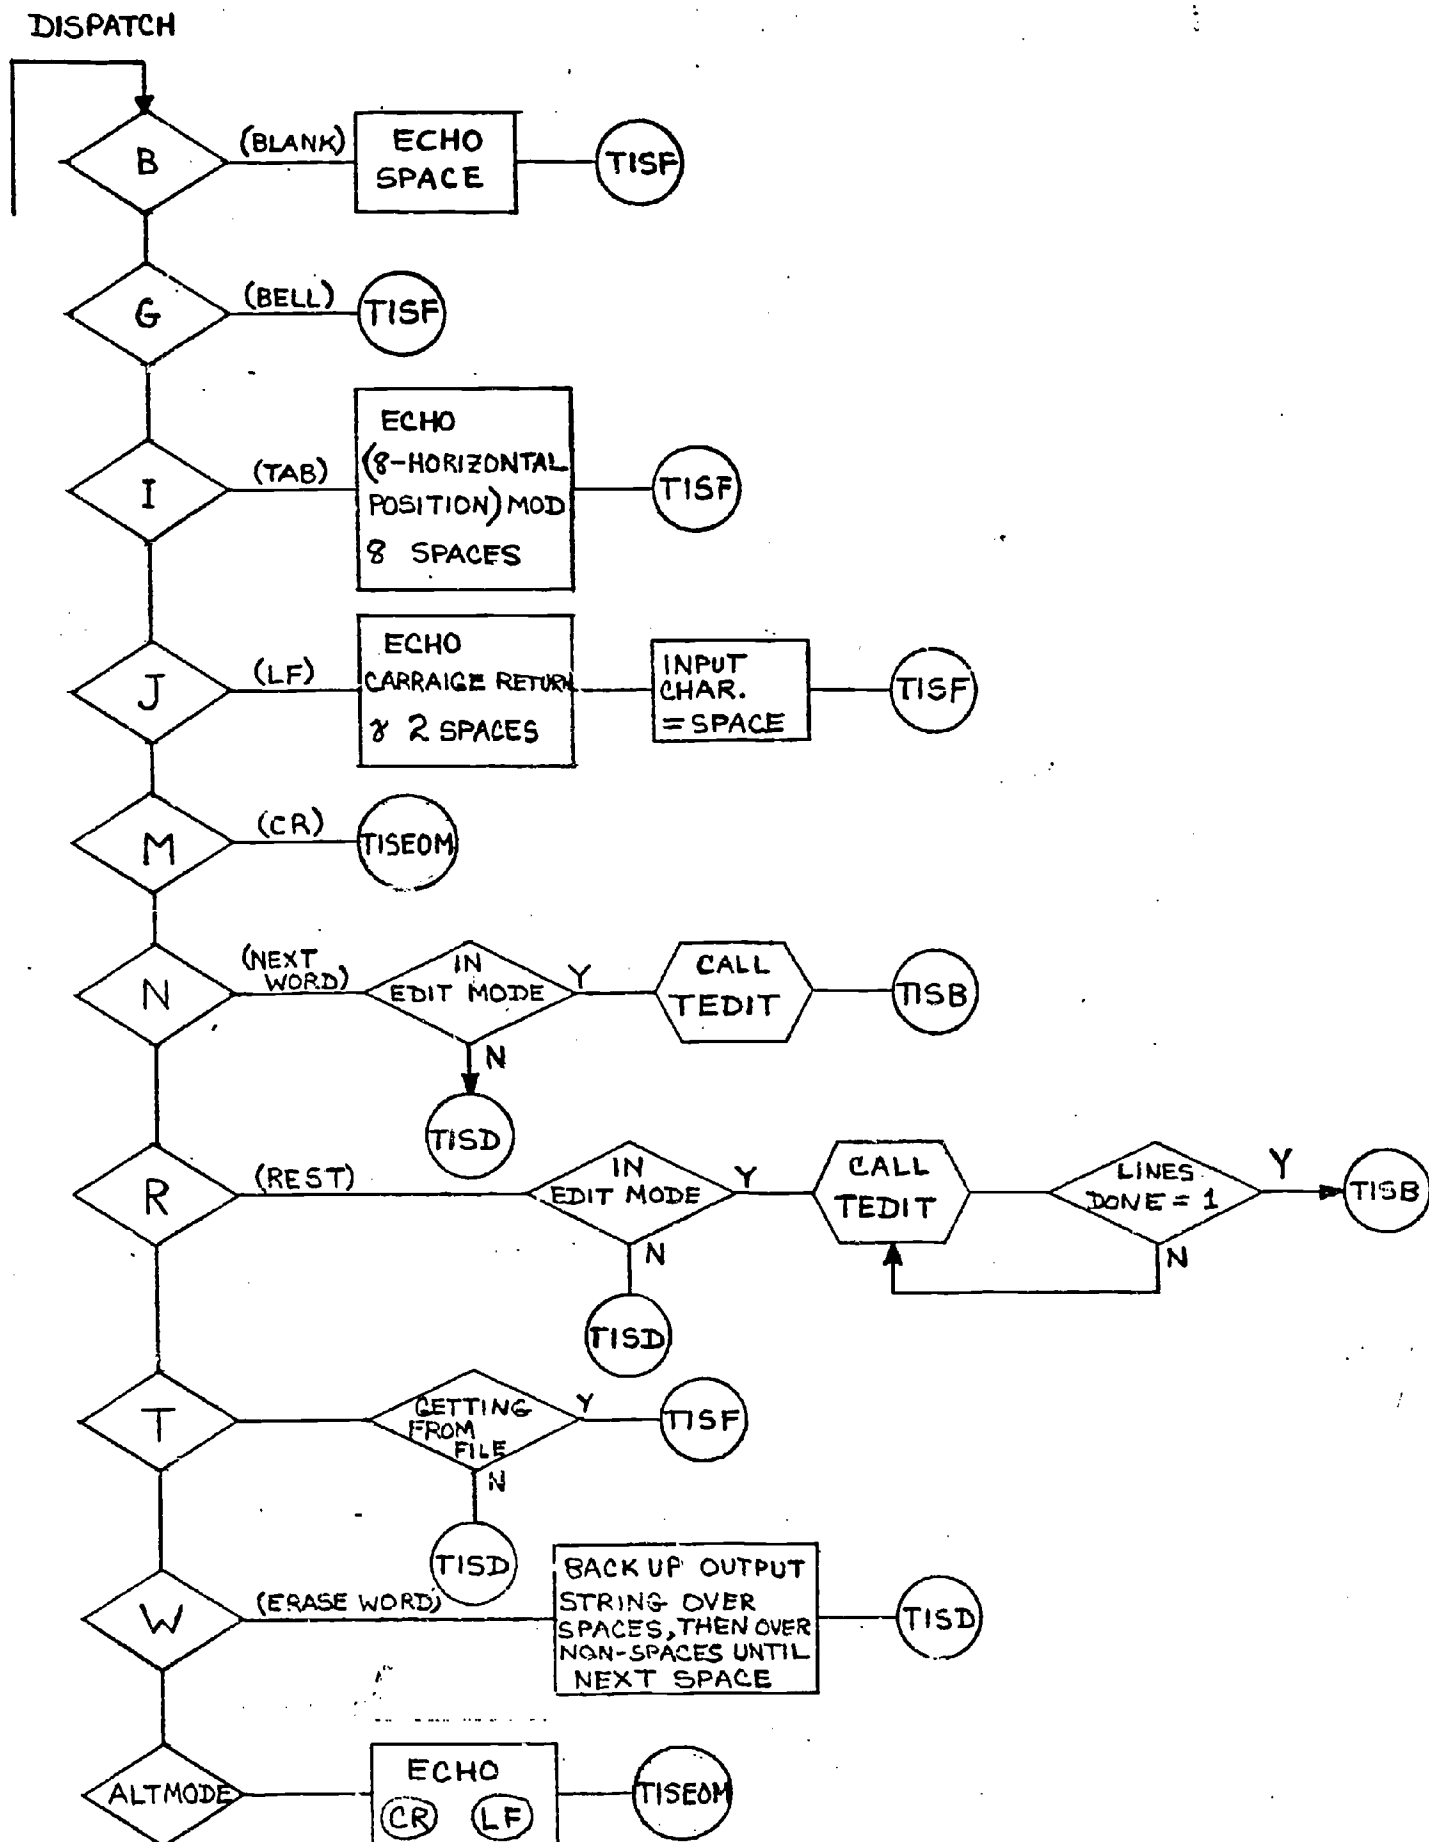 DISPATCH
B
(BLANK)
ECHO
SPACE
TISF
G
(BELL)
TISF
I
(TAB)
ECHO
(8-HORIZONTAL
POSITION) MOD
8 SPACES
TISF
J
(LF)
ECHO
CARRAIGE RETURN
& 2 SPACES
INPUT
CHAR.
= SPACE
TISF
M
(CR)
TISEOM
N
(NEXT
WORD)
IN
EDIT MODE
Y
N
CALL
TEDIT
TISB
TISD
R
(REST)
IN
EDIT MODE
Y
N
CALL
TEDIT
LINES
DONE = 1
Y
N
TISB
TISD
T
GETTING
FROM
FILE
Y
N
TISF
TISD
W
(ERASE WORD)
BACK UP OUTPUT
STRING OVER
SPACES, THEN OVER
NON-SPACES UNTIL
NEXT SPACE
TISD
ALTMODE
ECHO
CR LF
TISEOM